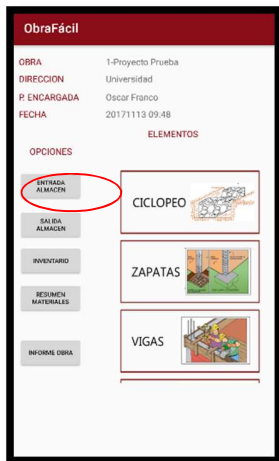 ObraFácil
OBRA 1-Proyecto Prueba
DIRECCION Universidad
P. ENCARGADA Oscar Franco
FECHA 20171113 09:48
ELEMENTOS
OPCIONES
ENTRADA
ALMACÉN
CICLOPEO
SALIDA
ALMACEN
INVENTARIO
ZAPATAS
RESUMEN
MATERIALES
VIGAS
INFORME OBRA